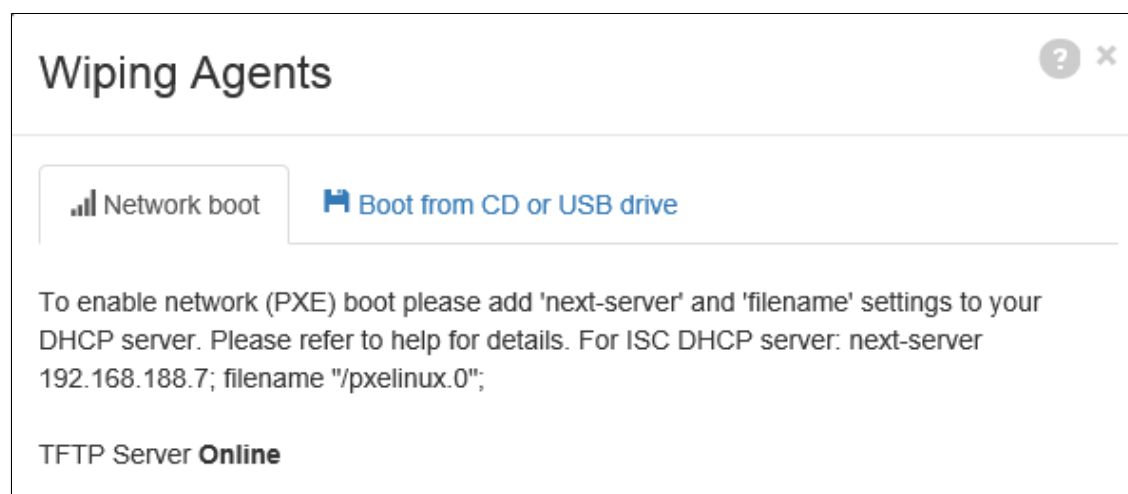 Wiping Agents
? ×
Network boot
Boot from CD or USB drive
To enable network (PXE) boot please add 'next-server' and 'filename' settings to your
DHCP server. Please refer to help for details. For ISC DHCP server: next-server
192.168.188.7; filename "/pxelinux.0";
TFTP Server Online